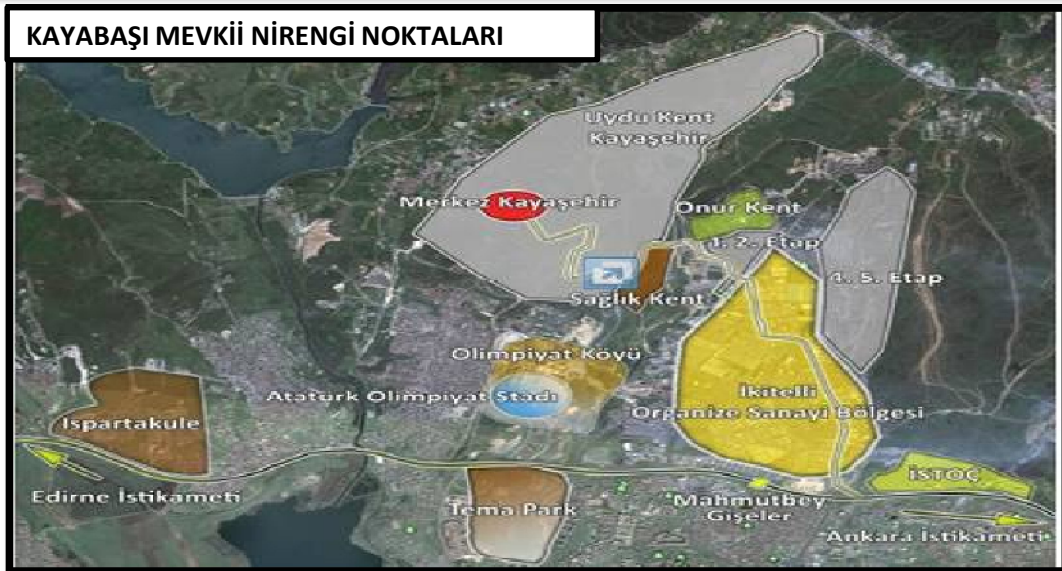 KAYABAŞI MEVKİİ NİRENGİ NOKTALARI
Uydu Kent
Kayaşehir
Merkez Kayaşehir
Onur Kent
1. 2. Etap
4. 5. Etap
Sağlık Kent
Olimpiyat Köyü
Atatürk Olimpiyat Stadı
İkitelli
Organize Sanayi Bölgesi
Ispartakule
İSTOÇ
Edirne İstikameti
Tema Park
Mahmutbey
Gişeler
Ankara İstikameti